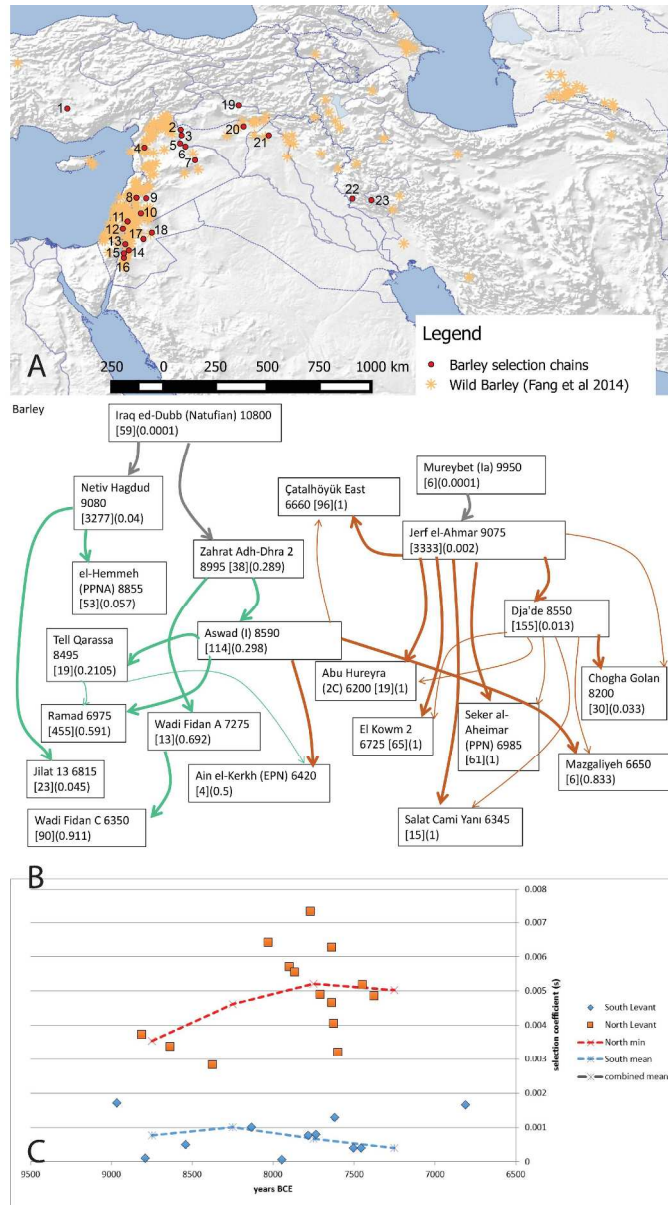 1
2
3
4
5
6
7
8
9
10
11
12
13
14
15
16
17
18
19
20
21
22
23
A
250 0 250 500 750 1000 km
Legend
Barley selection chains
Wild Barley (Fang et al 2014)
Barley
Iraq ed-Dubb (Natufian) 10800
[59](0.0001)
Mureybet (Ia) 9950
[6](0.0001)
Netiv Hagdud
9080
[3277](0.04)
Çatalhöyük East
6660 [96](1)
Jerf el-Ahmar 9075
[3333](0.002)
Zahrat Adh-Dhra 2
8995 [38](0.289)
el-Hemmeh
(PPNA) 8855
[53](0.057)
Dja'de 8550
[155](0.013)
Aswad (I) 8590
[114](0.298)
Tell Qarassa
8495
[19](0.2105)
Abu Hureyra
(2C) 6200 [19](1)
Chogha Golan
8200
[30](0.033)
Ramad 6975
[455](0.591)
Wadi Fidan A 7275
[13](0.692)
El Kowm 2
6725 [65](1)
Seker al-
Aheimar
(PPN) 6985
[61](1)
Jilat 13 6815
[23](0.045)
Ain el-Kerkh (EPN) 6420
[4](0.5)
Mazgaliyeh 6650
[6](0.833)
Wadi Fidan C 6350
[90](0.911)
Salat Cami Yanı 6345
[15](1)
B
C
0.008
0.007
0.006
0.005
0.004
0.003
0.002
0.001
0
selection coefficient (s)
South Levant
North Levant
North min
South mean
combined mean
9500 9000 8500 8000 7500 7000 6500
years BCE